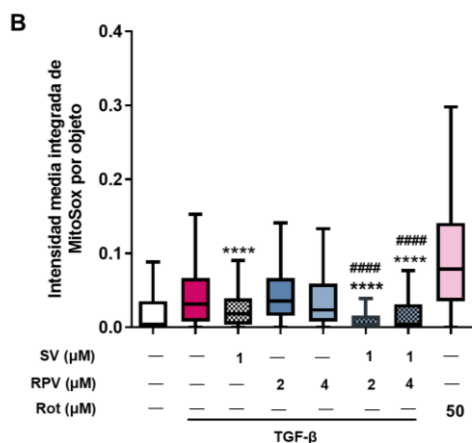 B
Intensidad media integrada de
MitoSox por objeto
0.4
0.3
0.2
0.1
0.0
****
####
****
####
****
SV (µM) — — 1 — — 1 1 —
RPV (µM) — — — 2 4 2 4 —
Rot (µM) — — — — — — — 50
TGF-β